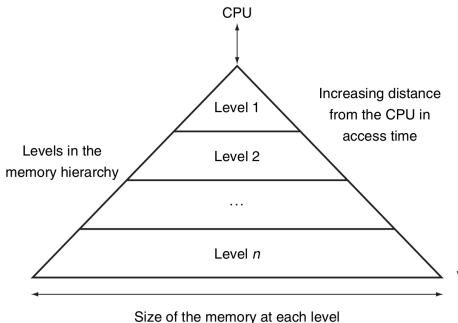 CPU
Increasing distance
from the CPU in
access time
Level 1
Levels in the
memory hierarchy
Level 2
...
Level n
Size of the memory at each level